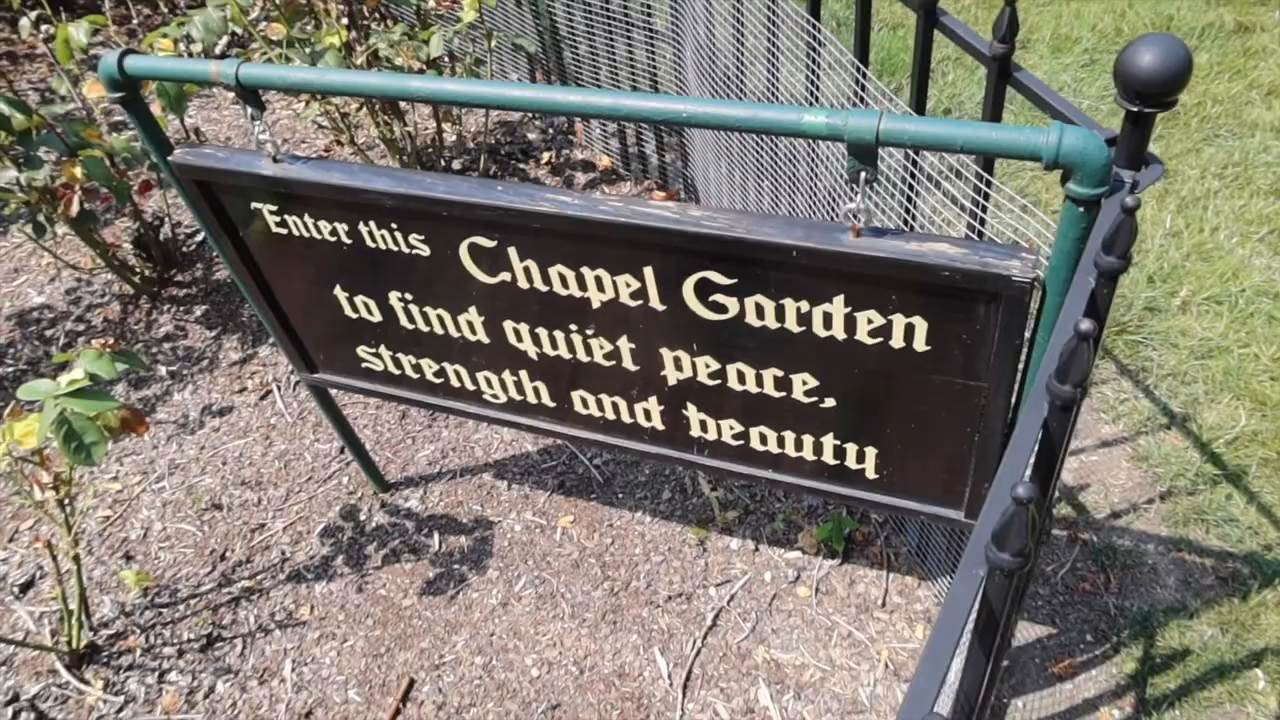 Enter this Chapel Garden
to find quiet peace,
strength and beauty